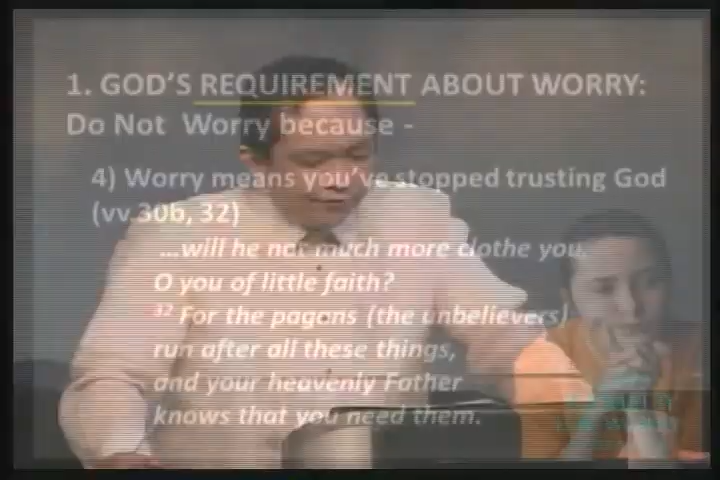 1. GOD'S REQUIREMENT ABOUT WORRY:
Do Not Worry because -
4) Worry means you've stopped trusting God
(vv.30b, 32)
...will he not much more clothe you,
O you of little faith?
32 For the pagans (the unbelievers)
run after all these things,
and your heavenly Father
knows that you need them.